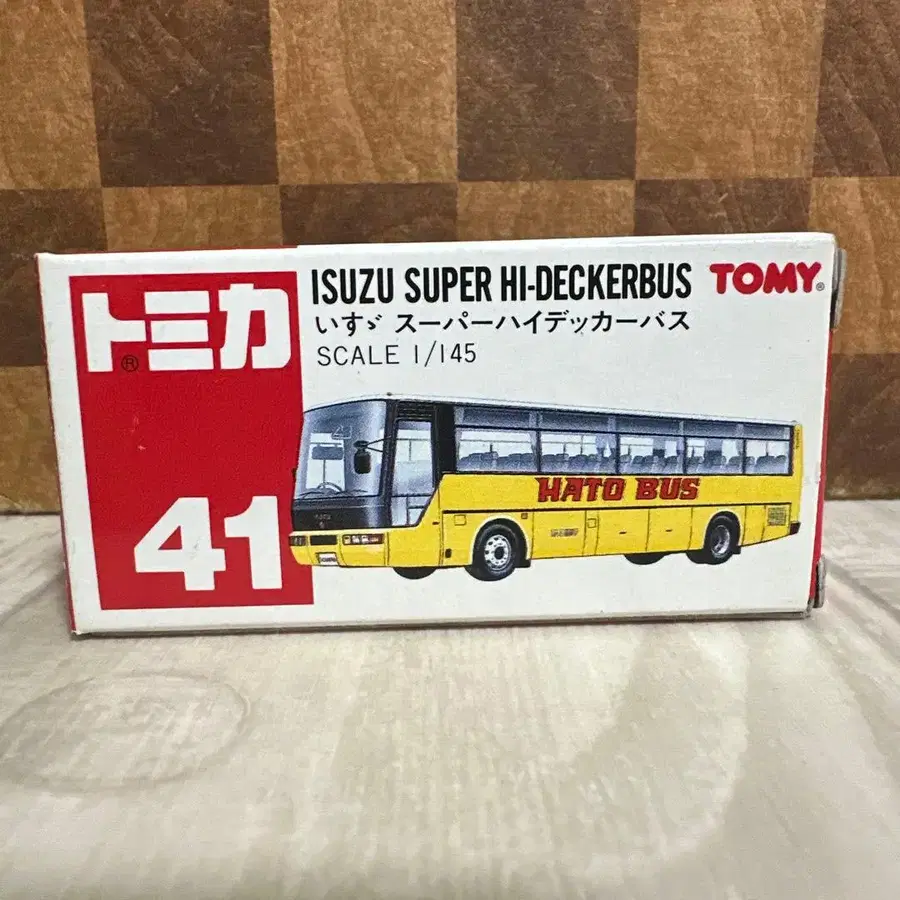 トミカ®
41
ISUZU SUPER HI-DECKERBUS
TOMY®
いすゞ スーパーハイデッカーバス
SCALE 1/145
HATO BUS